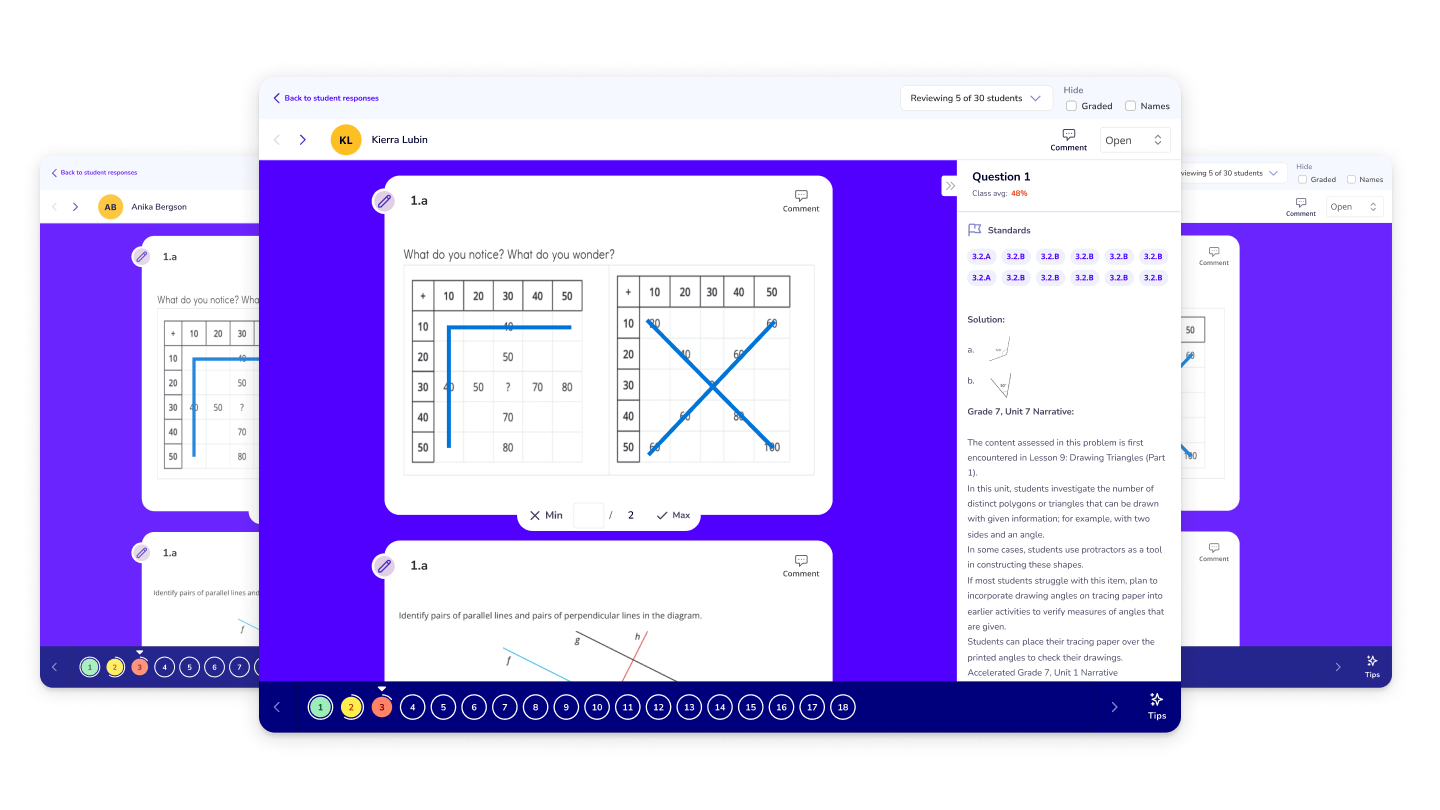 Back to student responses
Reviewing 5 of 30 students
Hide
Graded
Names
KL
Kierra Lubin
Comment
Open
1.a
Comment
What do you notice? What do you wonder?
+ 10 20 30 40 50
10 40
20 50
30 40 50 ? 70 80
40 70
50 80
+ 10 20 30 40 50
10 20 60
20 40 60
30
40 60 80
50 60 100
Min / 2 Max
1.a
Comment
Identify pairs of parallel lines and pairs of perpendicular lines in the diagram.
g
h
f
Question 1
Class avg: 48%
Standards
3.2.A 3.2.B 3.2.B 3.2.B 3.2.B 3.2.B
3.2.A 3.2.B 3.2.B 3.2.B 3.2.B 3.2.B
Solution:
a.
b.
Grade 7, Unit 7 Narrative:
The content assessed in this problem is first
encountered in Lesson 9: Drawing Triangles (Part
1).
In this unit, students investigate the number of
distinct polygons or triangles that can be drawn
with given information; for example, with two
sides and an angle.
In some cases, students use protractors as a tool
in constructing these shapes.
If most students struggle with this item, plan to
incorporate drawing angles on tracing paper into
earlier activities to verify measures of angles that
are given.
Students can place their tracing paper over the
printed angles to check their drawings.
Accelerated Grade 7, Unit 1 Narrative
1 2 3 4 5 6 7 8 9 10 11 12 13 14 15 16 17 18
Tips
Back to student responses
AB
Anika Bergson
1.a
What do you notice? Wha
+ 10 20 30
10 40
20 50
30 40 50 ?
40 70
50 80
1.a
Identify pairs of parallel lines and
f
1 2 3 4 5 6 7
viewing 5 of 30 students
Hide
Graded
Names
Comment
Open
Comment
50
60
100
Comment
Tips